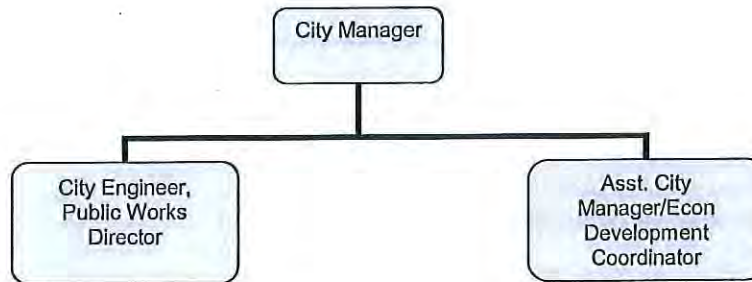 City Manager
City Engineer,
Public Works
Director
Asst. City
Manager/Econ
Development
Coordinator